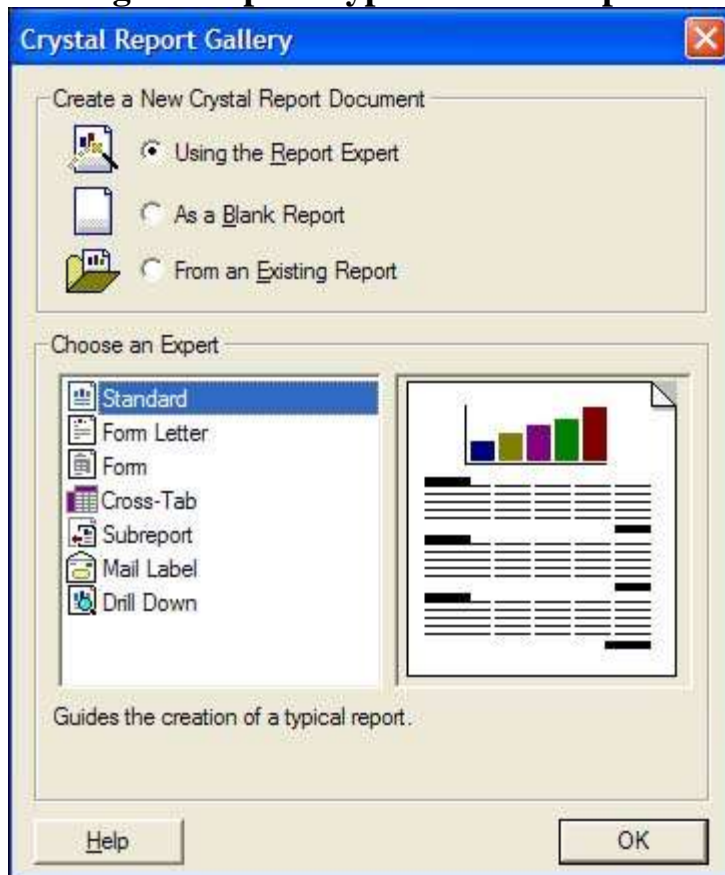 Crystal Report Gallery
Create a New Crystal Report Document
Using the Report Expert
As a Blank Report
From an Existing Report
Choose an Expert
Standard
Form Letter
Form
Cross-Tab
Subreport
Mail Label
Drill Down
Guides the creation of a typical report.
Help
OK